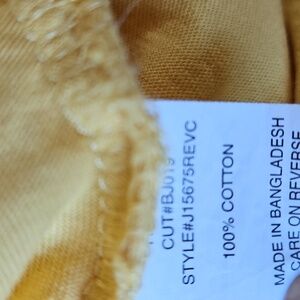 CUT#BJ019
STYLE#J15675REVC
100% COTTON
MADE IN BANGLADESH
CARE ON REVERSE